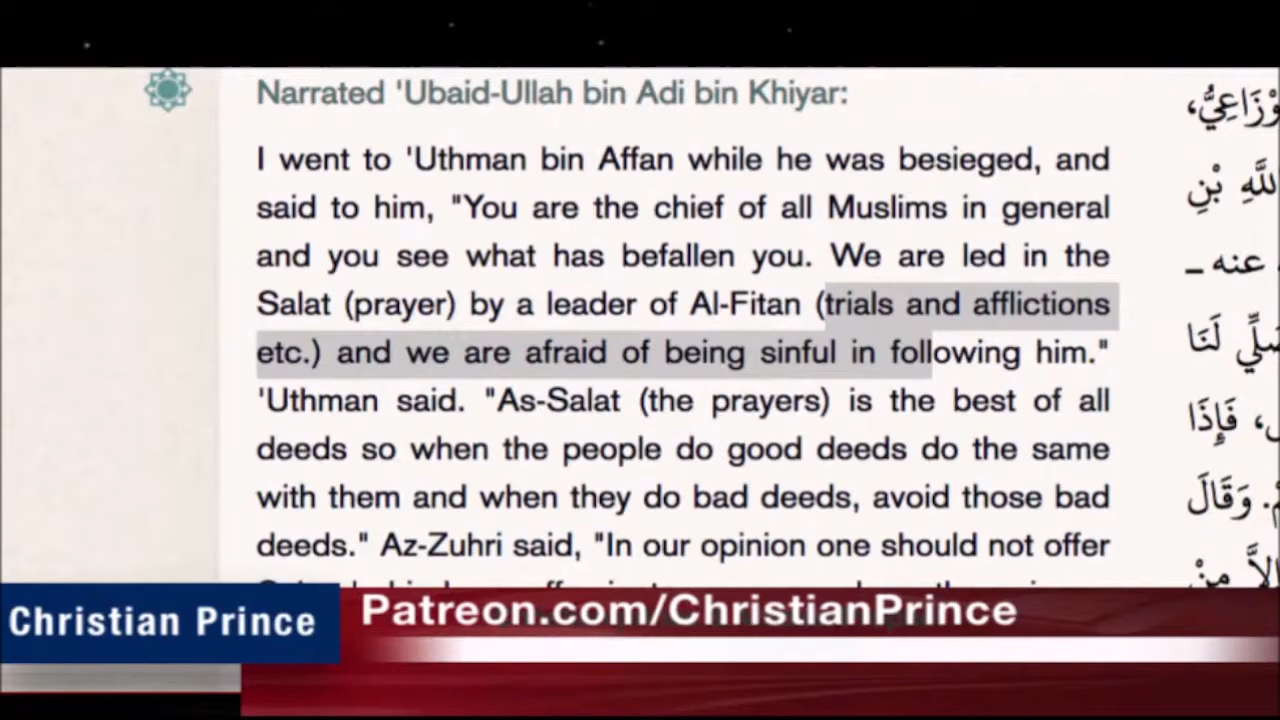 Narrated 'Ubaid-Ullah bin Adi bin Khiyar:
I went to 'Uthman bin Affan while he was besieged, and
said to him, "You are the chief of all Muslims in general
and you see what has befallen you. We are led in the
Salat (prayer) by a leader of Al-Fitan (trials and afflictions
etc.) and we are afraid of being sinful in following him."
'Uthman said. "As-Salat (the prayers) is the best of all
deeds so when the people do good deeds do the same
with them and when they do bad deeds, avoid those bad
deeds." Az-Zuhri said, "In our opinion one should not offer
وْزَاعِيُّ،
للَّهِ بْنِ
عنه ـ
صَلِّي لَنَا
فَإِذَا
وَقَالَ
إِلاَّ مِنْ
Christian Prince
Patreon.com/ChristianPrince